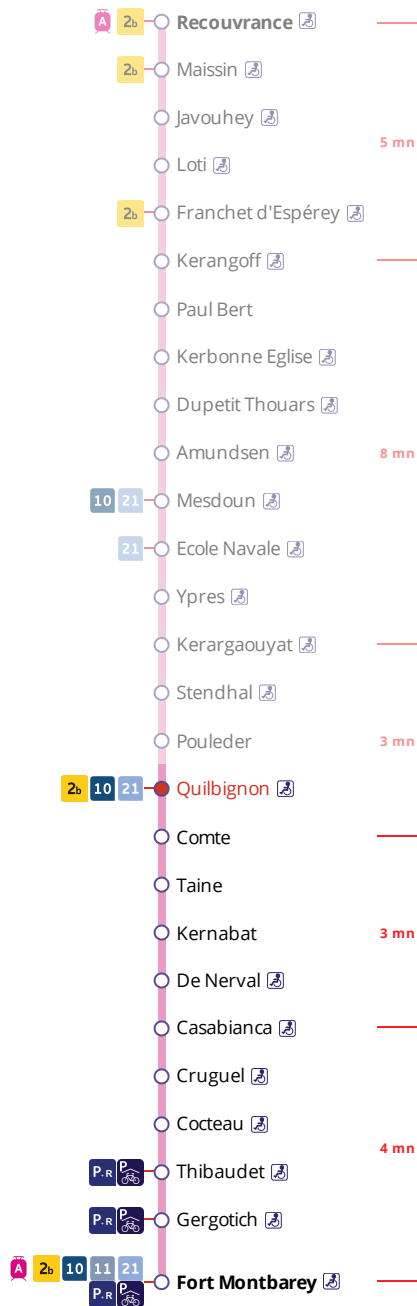 A 2b Recouvrance
2b Maissin
Javouhey
5 mn
Loti
2b Franchet d'Espérey
Kerangoff
Paul Bert
Kerbonne Eglise
Dupetit Thouars
Amundsen 8 mn
10 21 Mesdoun
21 Ecole Navale
Ypres
Kerargaouyat
Stendhal
Pouleder 3 mn
2b 10 21 Quilbignon
Comte
Taine
Kernabat 3 mn
De Nerval
Casabianca
Cruguel
Cocteau
4 mn
P+R P Thibaudet
P+R P Gergotich
A 2b 10 11 21
Fort Montbarey
P+R P